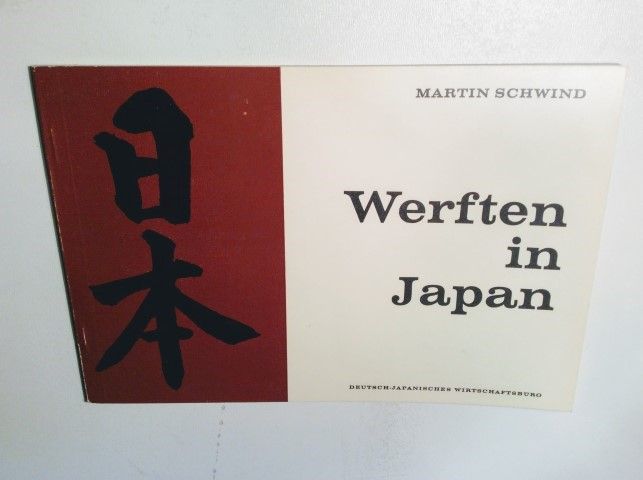 日本
MARTIN SCHWIND
Werften
in
Japan
DEUTSCH-JAPANISCHES WIRTSCHAFTSBÜRO